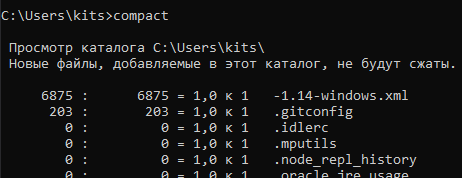 C:\Users\kits>compact
Просмотр каталога C:\Users\kits\
Новые файлы, добавляемые в этот каталог, не будут сжаты.
6875 : 6875 = 1,0 к 1 -1.14-windows.xml
203 : 203 = 1,0 к 1 .gitconfig
0 : 0 = 1,0 к 1 .idlerc
0 : 0 = 1,0 к 1 .mputils
0 : 0 = 1,0 к 1 .node_repl_history
0 : 0 = 1,0 к 1 .oracle_jre_usage